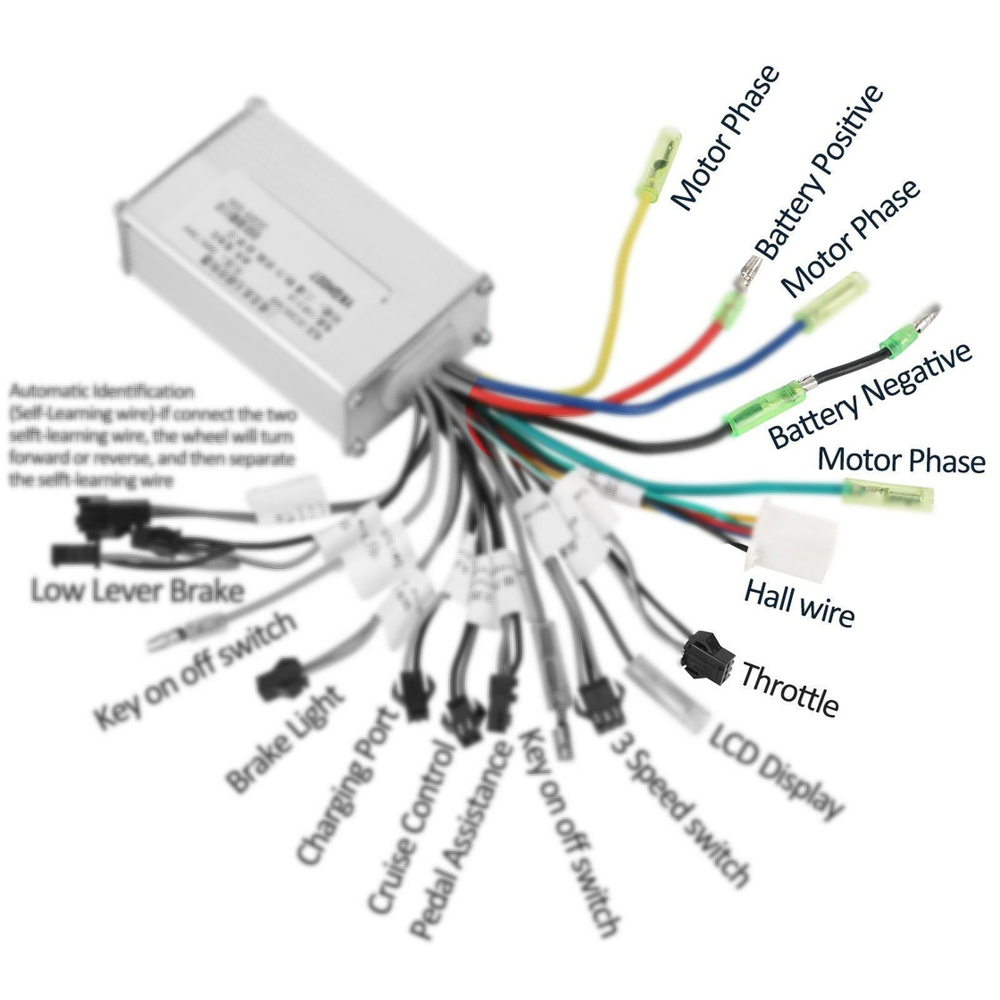 Motor Phase
Battery Positive
Motor Phase
Battery Negative
Motor Phase
Hall wire
Throttle
LCD Display
3 Speed switch
Key on off switch
Pedal Assistance
Cruise Control
Charging Port
Brake Light
Key on off switch
Low Lever Brake
Automatic Identification
(Self-Learning wire)-If connect the two
selft-learning wire, the wheel will turn
forward or reverse, and then separate
the selft-learning wire